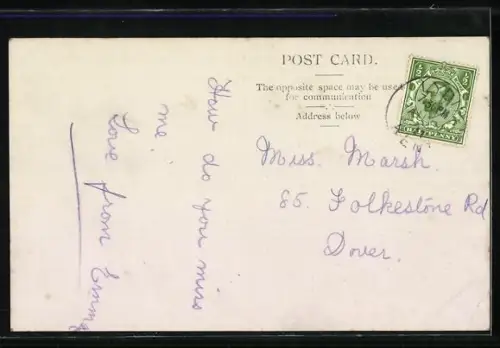 POST CARD.
The opposite space may be used
for communication
Address below
How do you miss
me.
Love from Emmy
Miss. Marsh.
85. Folkestone Rd
Dover.
HALFPENNY